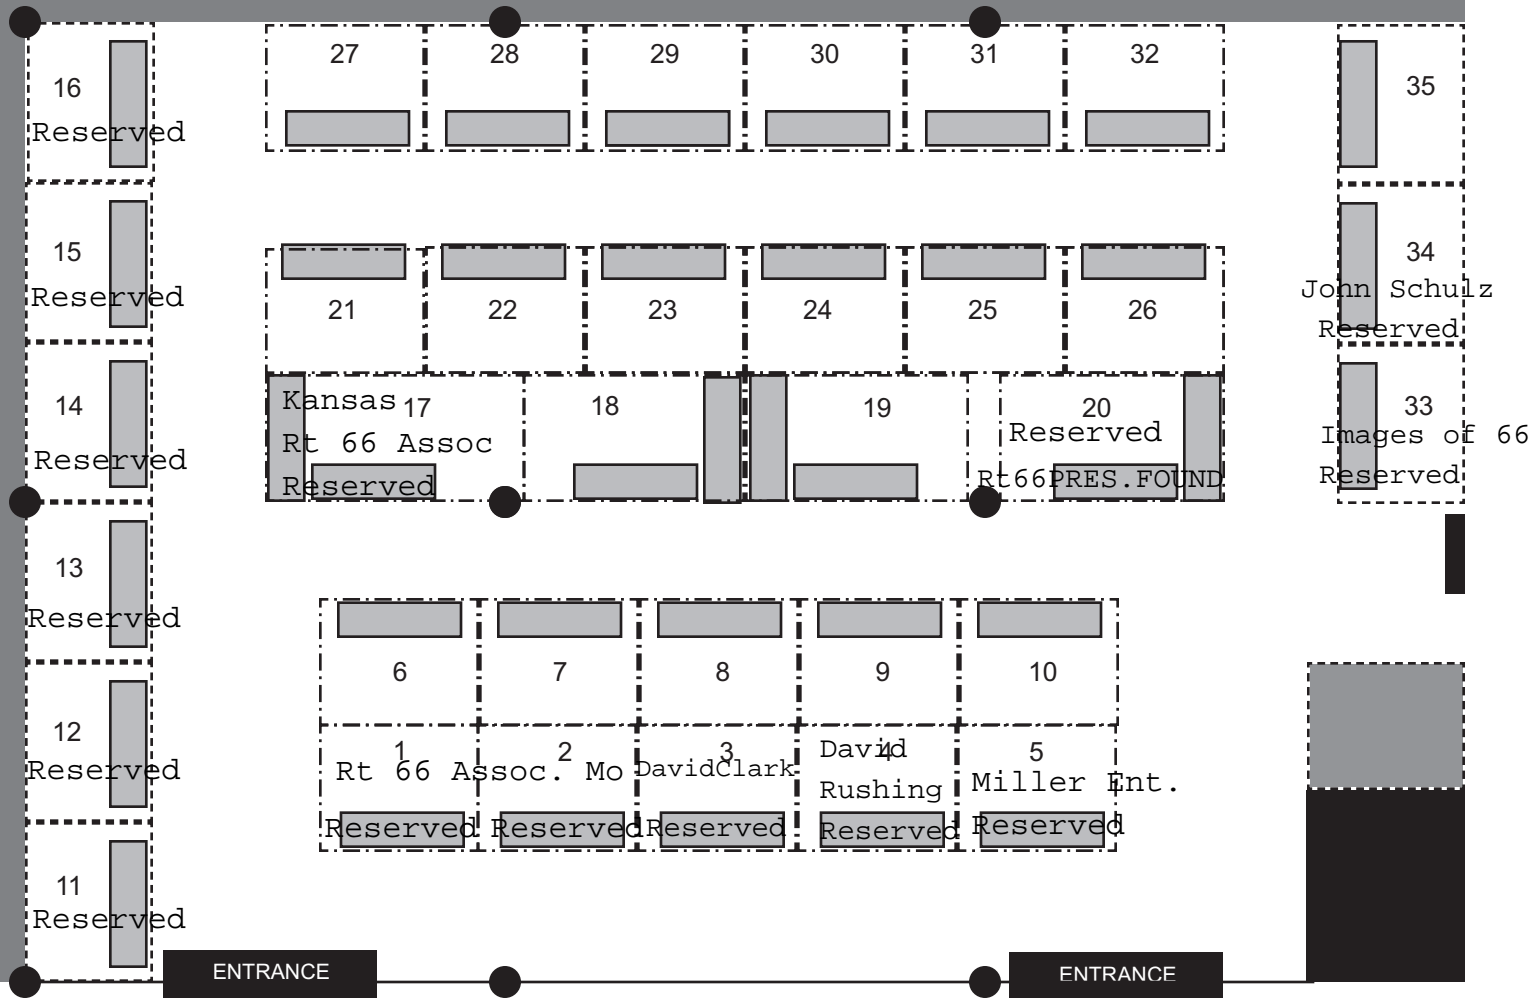 27 28 29 30 31 32
16
Reserved
35
15
Reserved
21 22 23 24 25 26
34
John Schulz
Reserved
14
Reserved
Kansas 17
Rt 66 Assoc
Reserved
18
19
20
Reserved
Rt66PRES.FOUND
33
Images of 66
Reserved
13
Reserved
6 7 8 9 10
12
Reserved
1 2
Rt 66 Assoc. Mo
Reserved Reserved
3
DavidClark
Reserved
4
David
Rushing
Reserved
5
Miller Ent.
Reserved
11
Reserved
ENTRANCE ENTRANCE